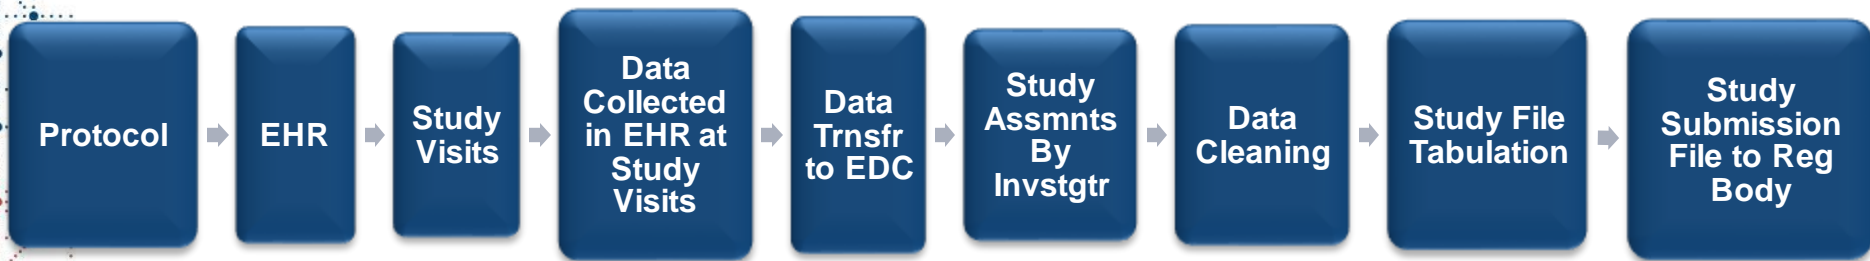 Protocol
EHR
Study
Visits
Data
Collected
in EHR at
Study
Visits
Data
Trnsfr
to EDC
Study
Assmnts
By
Invstgtr
Data
Cleaning
Study File
Tabulation
Study
Submission
File to Reg
Body